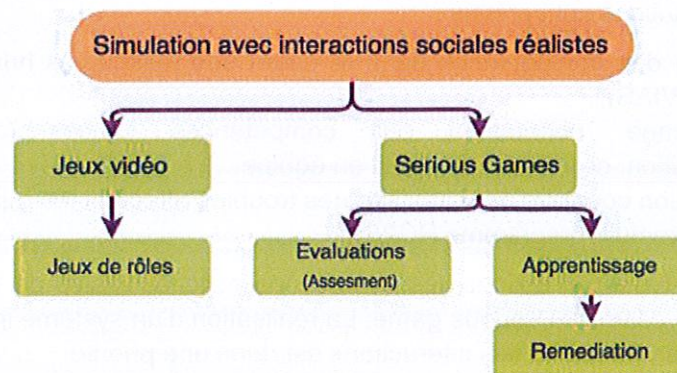 Simulation avec interactions sociales réalistes
Jeux vidéo
Serious Games
Jeux de rôles
Evaluations
(Assesment)
Apprentissage
Remediation